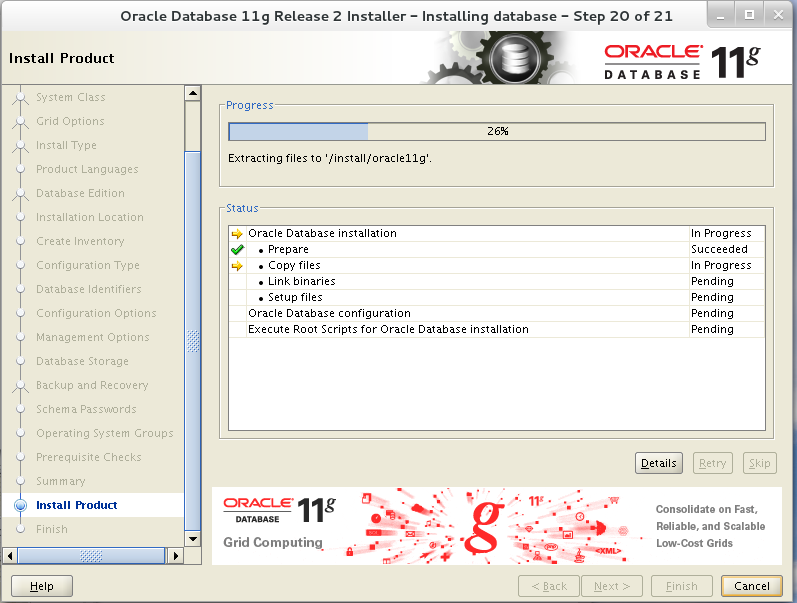 Oracle Database 11g Release 2 Installer - Installing database - Step 20 of 21
Install Product
ORACLE
DATABASE
11g
System Class
Grid Options
Install Type
Product Languages
Database Edition
Installation Location
Create Inventory
Configuration Type
Database Identifiers
Configuration Options
Management Options
Database Storage
Backup and Recovery
Schema Passwords
Operating System Groups
Prerequisite Checks
Summary
Install Product
Finish
Progress
26%
Extracting files to '/install/oracle11g'.
Status
Oracle Database installation In Progress
• Prepare Succeeded
• Copy files In Progress
• Link binaries Pending
• Setup files Pending
Oracle Database configuration Pending
Execute Root Scripts for Oracle Database installation Pending
Details Retry Skip
ORACLE
DATABASE
11g
Grid Computing
g
11g
<XML>
Consolidate on Fast,
Reliable, and Scalable
Low-Cost Grids
Help < Back Next > Finish Cancel